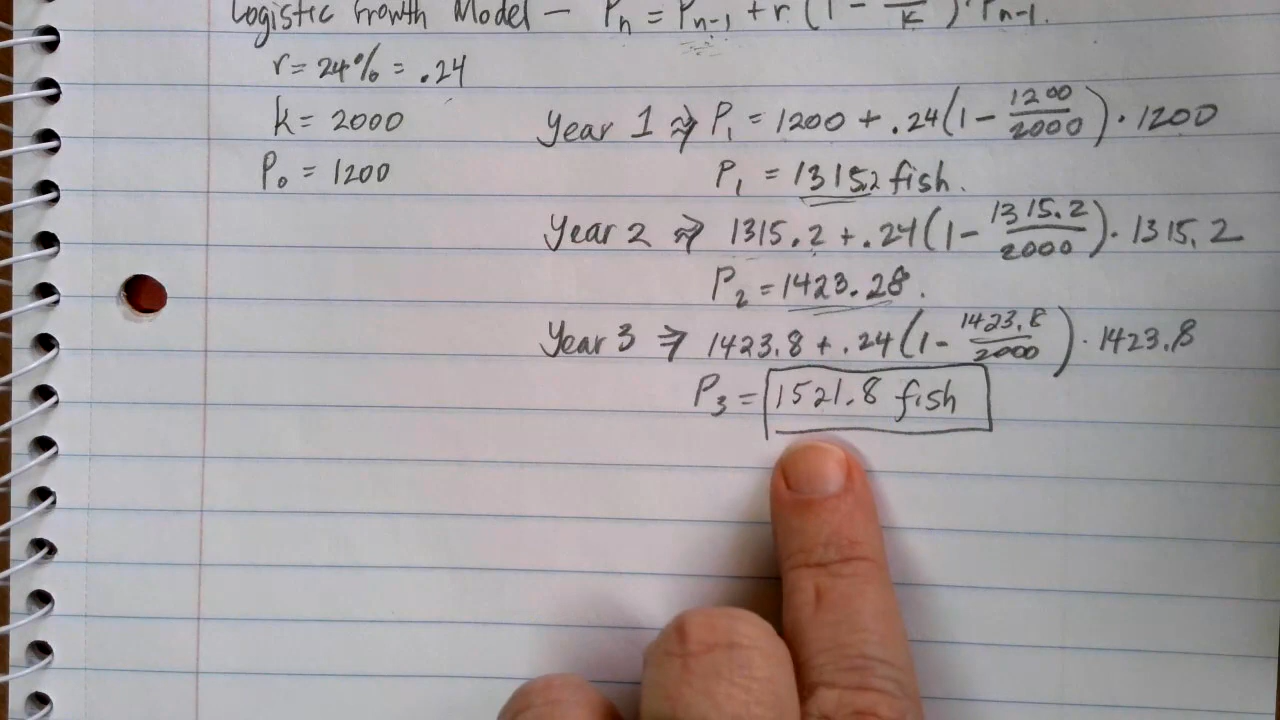 Logistic Growth Model — Pn = Pn-1 + r (1 - /K) · Pn-1.
r = 24% = .24
k = 2000
Year 1 ⇒ P1 = 1200 + .24(1 - 1200/2000) · 1200
P0 = 1200
P1 = 1315.2 fish.
Year 2 ⇒ 1315.2 + .24(1 - 1315.2/2000) · 1315.2
P2 = 1423.28.
Year 3 ⇒ 1423.8 + .24(1 - 1423.8/2000) · 1423.8
P3 = 1521.8 fish